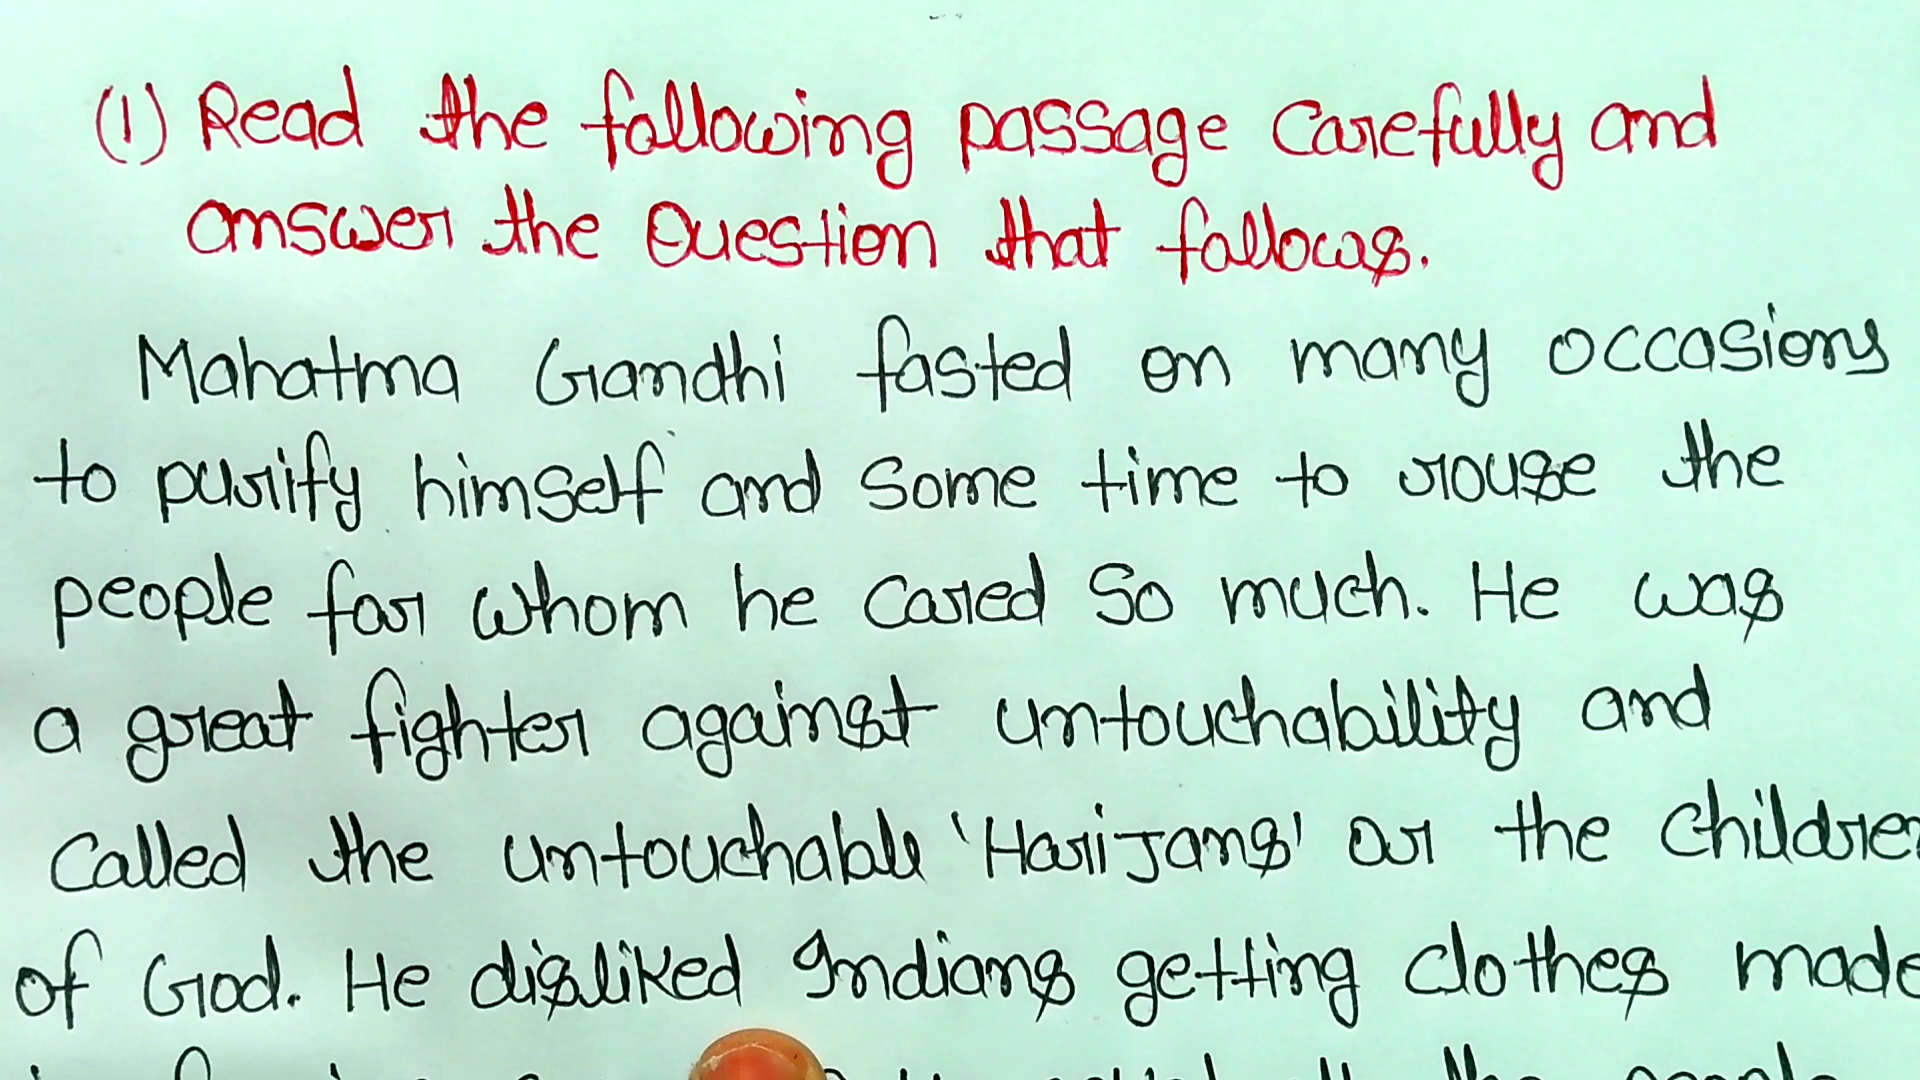 (1) Read the following passage Carefully and
answer the Question that follows.
Mahatma Gandhi fasted on many occasions
to purify himself and some time to rouse the
people for whom he cared so much. He was
a great fighter against untouchability and
Called the untouchable 'Harijans' or the children
of God. He disliked Indians getting clothes made